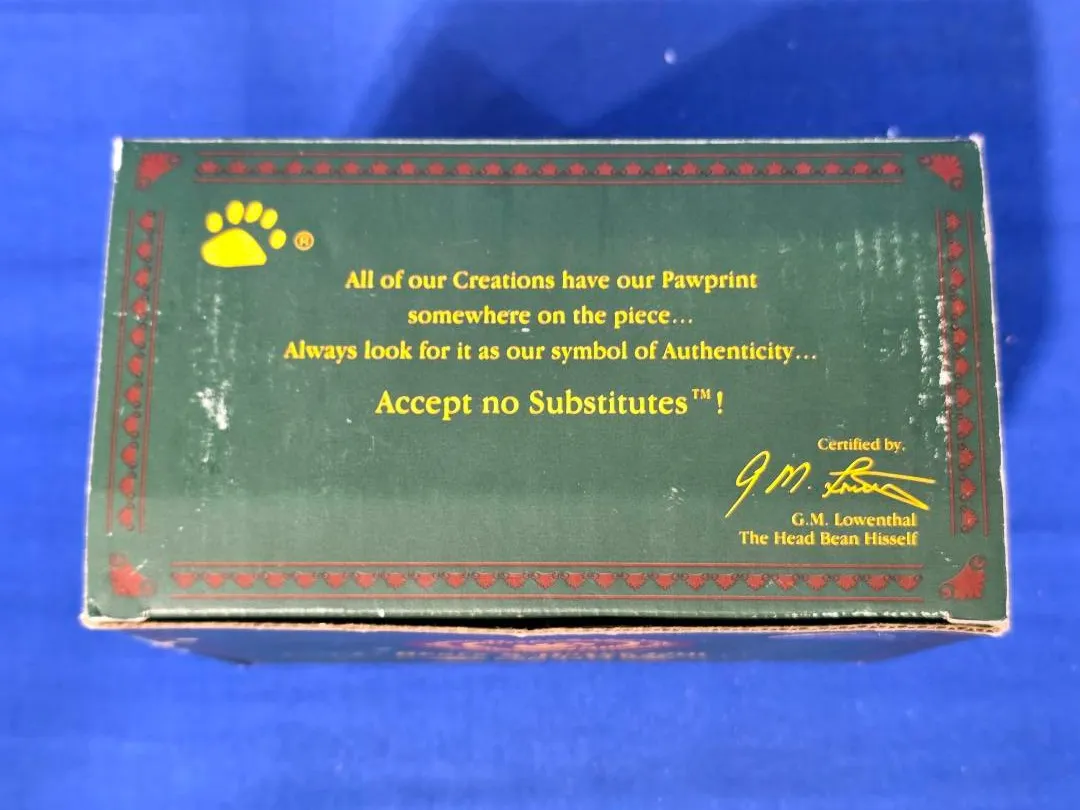 ®
All of our Creations have our Pawprint
somewhere on the piece...
Always look for it as our symbol of Authenticity...
Accept no Substitutes™!
Certified by.
G.M. Lowenthal
G.M. Lowenthal
The Head Bean Hisself